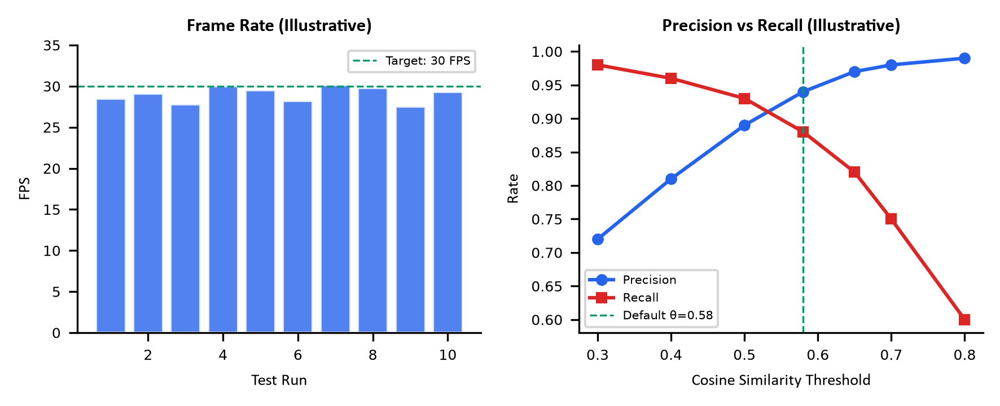 Frame Rate (Illustrative)
35
30
25
20
15
10
5
0
FPS
Target: 30 FPS
2 4 6 8 10
Test Run
Precision vs Recall (Illustrative)
1.00
0.95
0.90
0.85
0.80
0.75
0.70
0.65
0.60
Rate
Precision
Recall
Default θ=0.58
0.3 0.4 0.5 0.6 0.7 0.8
Cosine Similarity Threshold